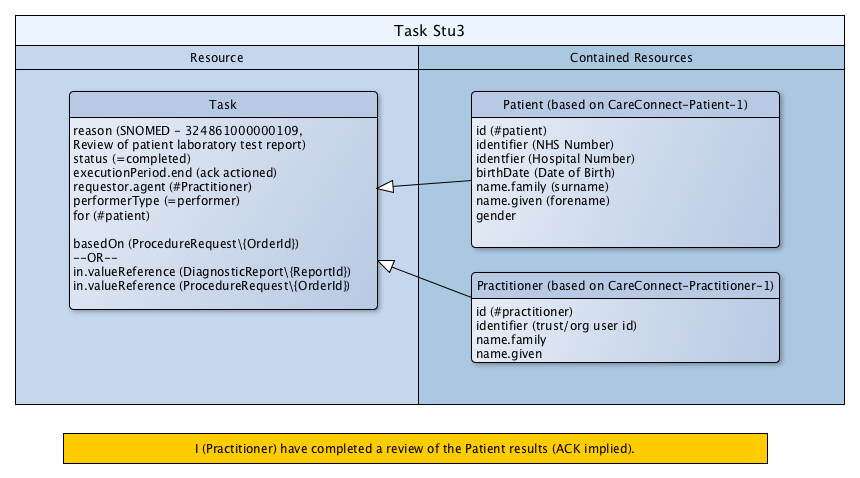 Task Stu3
Resource
Contained Resources
Task
reason (SNOMED - 324861000000109,
Review of patient laboratory test report)
status (=completed)
executionPeriod.end (ack actioned)
requestor.agent (#Practitioner)
performerType (=performer)
for (#patient)
basedOn (ProcedureRequest\{OrderId})
--OR--
in.valueReference (DiagnosticReport\{ReportId})
in.valueReference (ProcedureRequest\{OrderId})
Patient (based on CareConnect-Patient-1)
id (#patient)
identifier (NHS Number)
identfier (Hospital Number)
birthDate (Date of Birth)
name.family (surname)
name.given (forename)
gender
Practitioner (based on CareConnect-Practitioner-1)
id (#practitioner)
identifier (trust/org user id)
name.family
name.given
I (Practitioner) have completed a review of the Patient results (ACK implied).